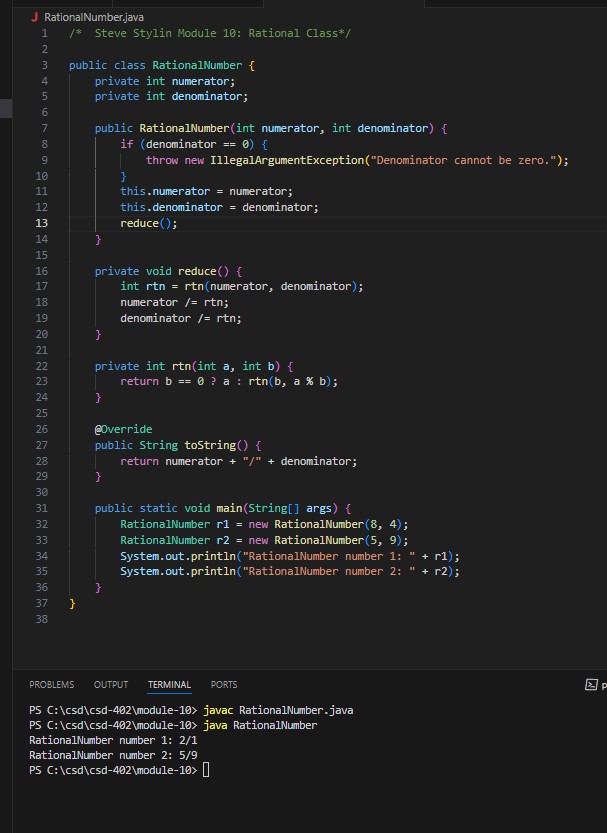 RationalNumber.java
1 /*  Steve Stylin Module 10: Rational Class*/
2
3 public class RationalNumber {
4     private int numerator;
5     private int denominator;
6
7     public RationalNumber(int numerator, int denominator) {
8         if (denominator == 0) {
9             throw new IllegalArgumentException("Denominator cannot be zero.");
10         }
11         this.numerator = numerator;
12         this.denominator = denominator;
13         reduce();
14     }
15
16     private void reduce() {
17         int rtn = rtn(numerator, denominator);
18         numerator /= rtn;
19         denominator /= rtn;
20     }
21
22     private int rtn(int a, int b) {
23         return b == 0 ? a : rtn(b, a % b);
24     }
25
26     @Override
27     public String toString() {
28         return numerator + "/" + denominator;
29     }
30
31     public static void main(String[] args) {
32         RationalNumber r1 = new RationalNumber(8, 4);
33         RationalNumber r2 = new RationalNumber(5, 9);
34         System.out.println("RationalNumber number 1: " + r1);
35         System.out.println("RationalNumber number 2: " + r2);
36     }
37 }
38
PROBLEMS OUTPUT TERMINAL PORTS
PS C:\csd\csd-402\module-10> javac RationalNumber.java
PS C:\csd\csd-402\module-10> java RationalNumber
RationalNumber number 1: 2/1
RationalNumber number 2: 5/9
PS C:\csd\csd-402\module-10>